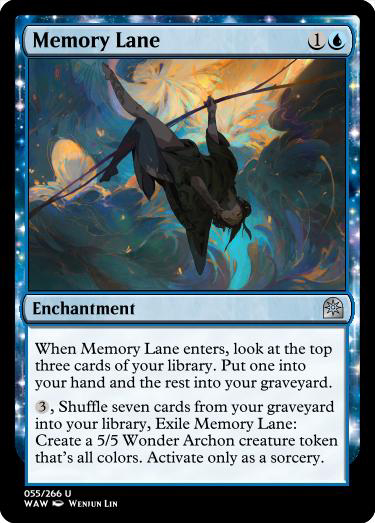 Memory Lane 1
Enchantment
When Memory Lane enters, look at the top
three cards of your library. Put one into
your hand and the rest into your graveyard.
3, Shuffle seven cards from your graveyard
into your library, Exile Memory Lane:
Create a 5/5 Wonder Archon creature token
that's all colors. Activate only as a sorcery.
055/266 U
WAW Wenjun Lin